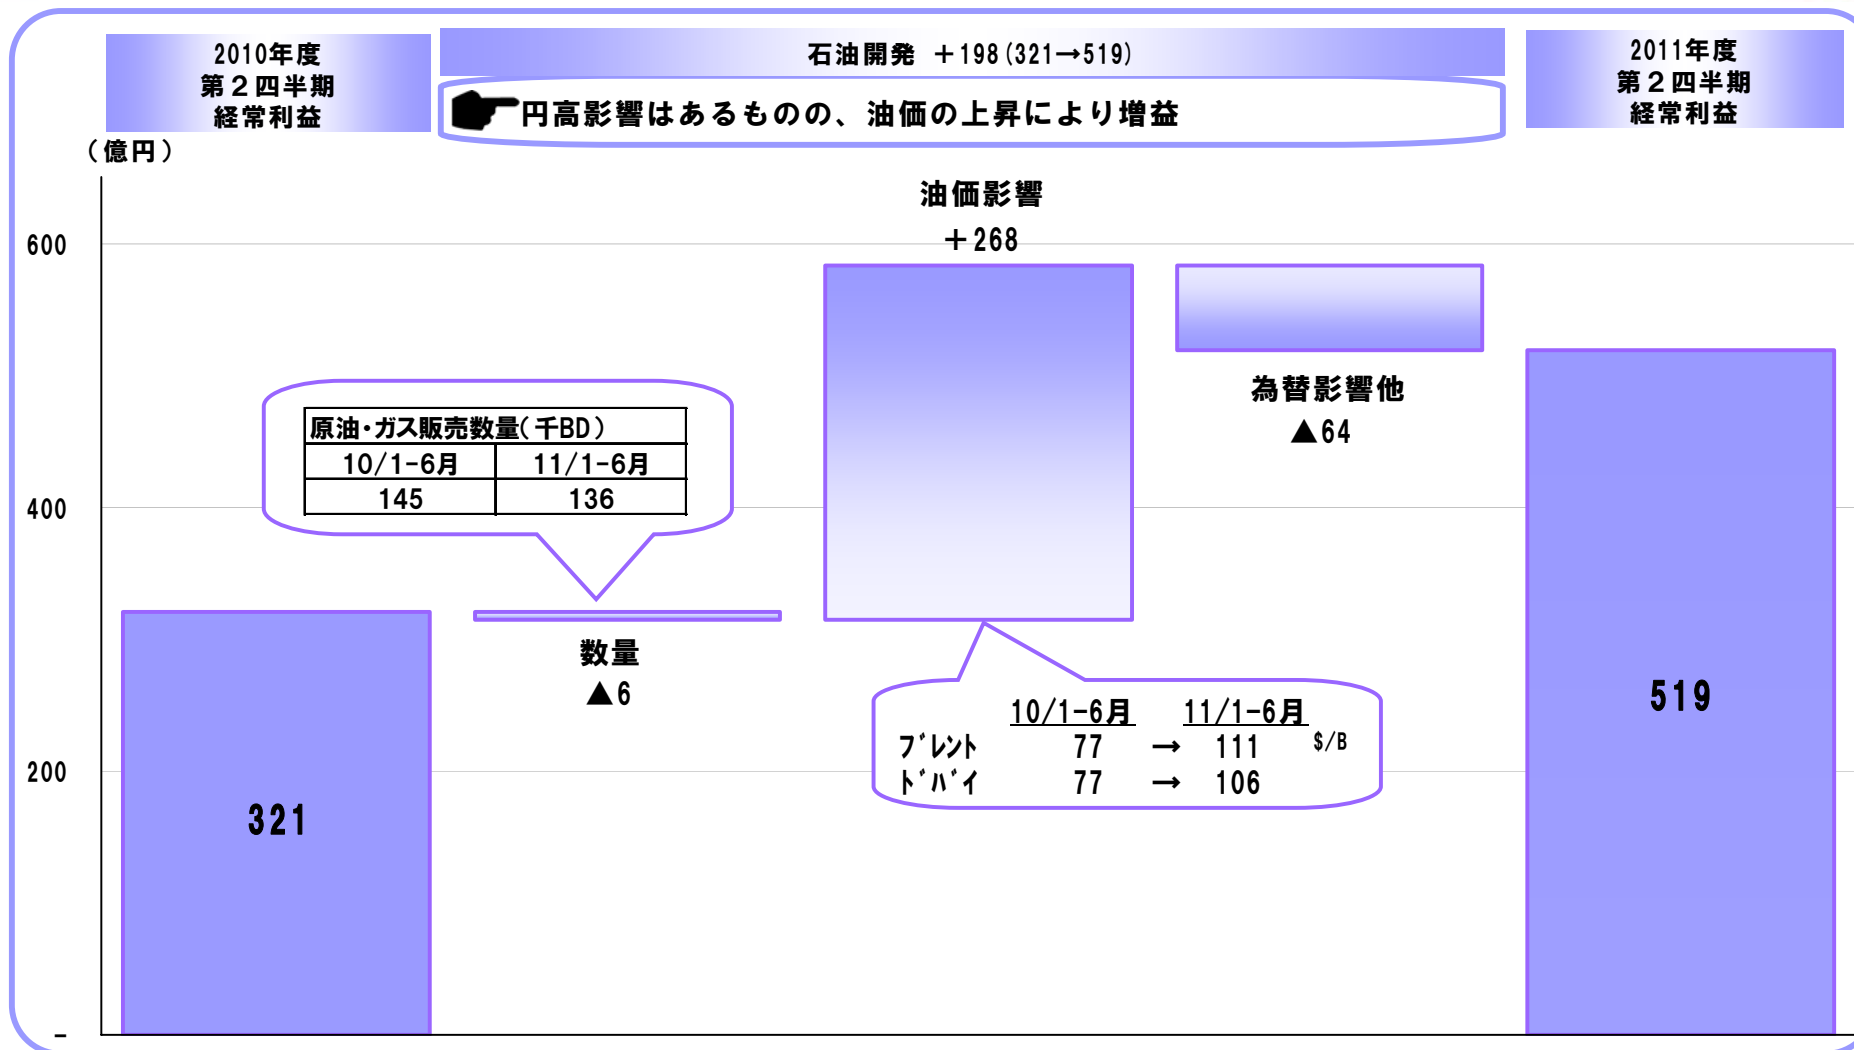 2010年度
第２四半期
経常利益
石油開発 ＋198(321→519)
円高影響はあるものの、油価の上昇により増益
2011年度
第２四半期
経常利益
（億円）
油価影響
＋268
600
為替影響他
▲64
原油・ガス販売数量(千BD)
10/1-6月 11/1-6月
145 136
400
数量
▲6
10/1-6月 11/1-6月
ﾌﾞﾚﾝﾄ 77 → 111 $/B
ﾄﾞﾊﾞｲ 77 → 106
519
200
321
-